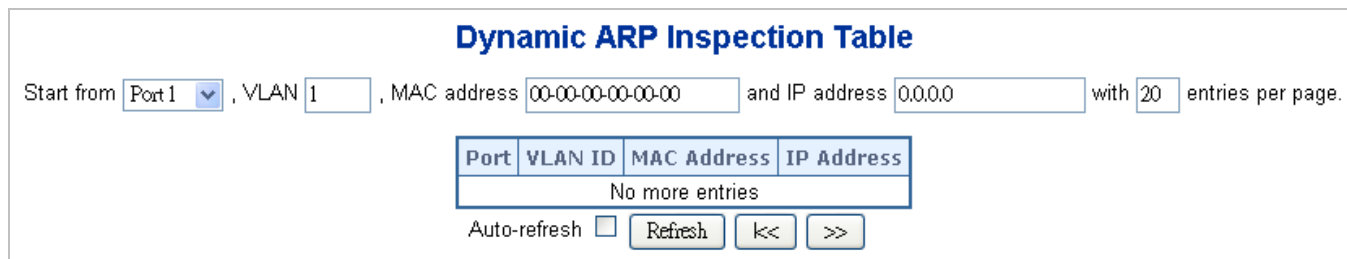 Dynamic ARP Inspection Table
Start from Port 1 , VLAN 1 , MAC address 00-00-00-00-00-00 and IP address 0.0.0.0 with 20 entries per page.
Port VLAN ID MAC Address IP Address
No more entries
Auto-refresh Refresh |<< >>